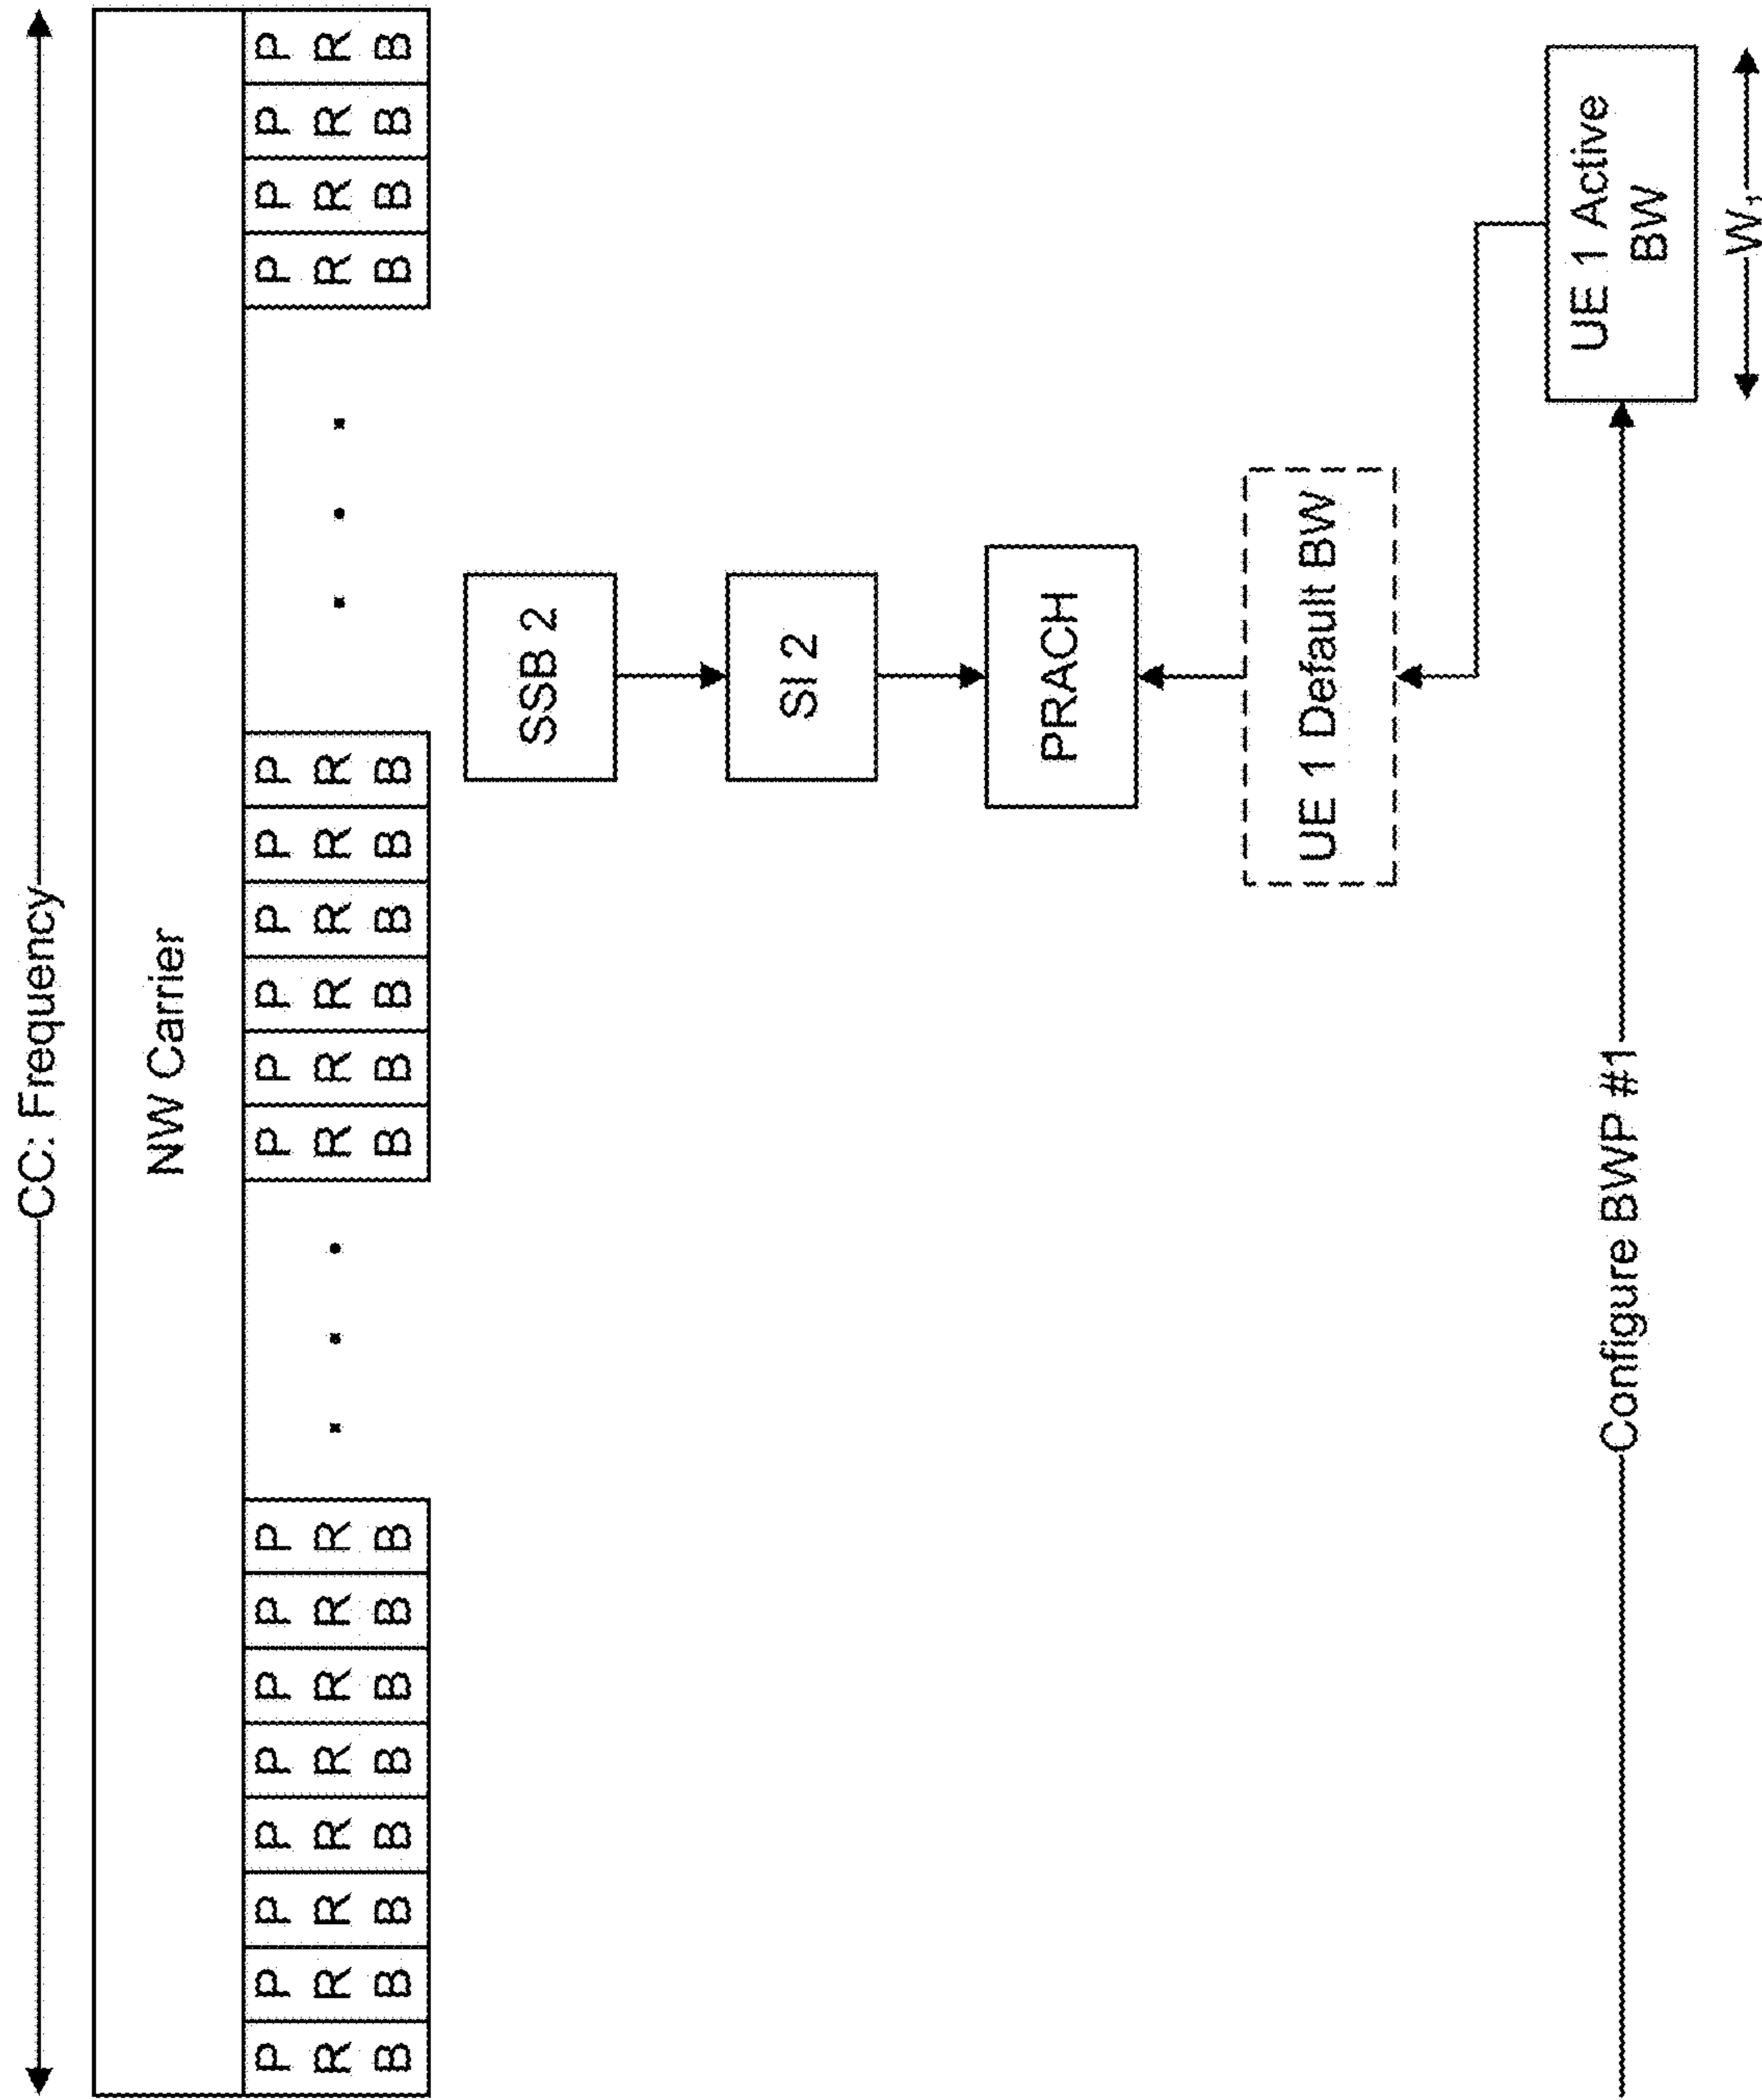 CC: Frequency
NW Carrier
PRB PRB PRB PRB PRB PRB PRB PRB . . . PRB PRB PRB PRB PRB PRB . . . PRB PRB PRB PRB
SSB 2
SI 2
PRACH
UE 1 Default BW
UE 1 Active
BW
Configure BWP #1
W₁